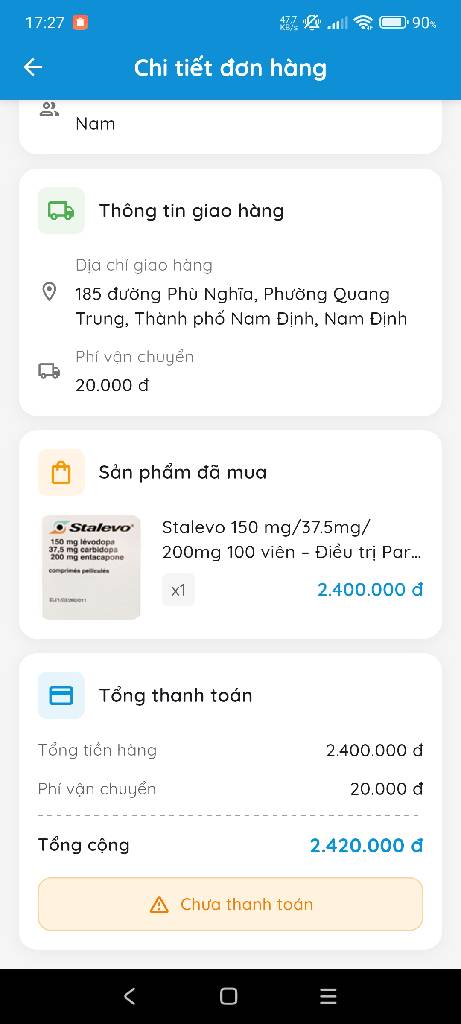 17:27
47.7
KB/s
90%
Chi tiết đơn hàng
Nam
Thông tin giao hàng
Địa chỉ giao hàng
185 đường Phù Nghĩa, Phường Quang
Trung, Thành phố Nam Định, Nam Định
Phí vận chuyển
20.000 đ
Sản phẩm đã mua
Stalevo
150 mg lévodopa
37,5 mg carbidopa
200 mg entacapone
comprimés pelliculés
Stalevo 150 mg/37.5mg/
200mg 100 viên – Điều trị Par...
x1
2.400.000 đ
Tổng thanh toán
Tổng tiền hàng
2.400.000 đ
Phí vận chuyển
20.000 đ
Tổng cộng
2.420.000 đ
Chưa thanh toán